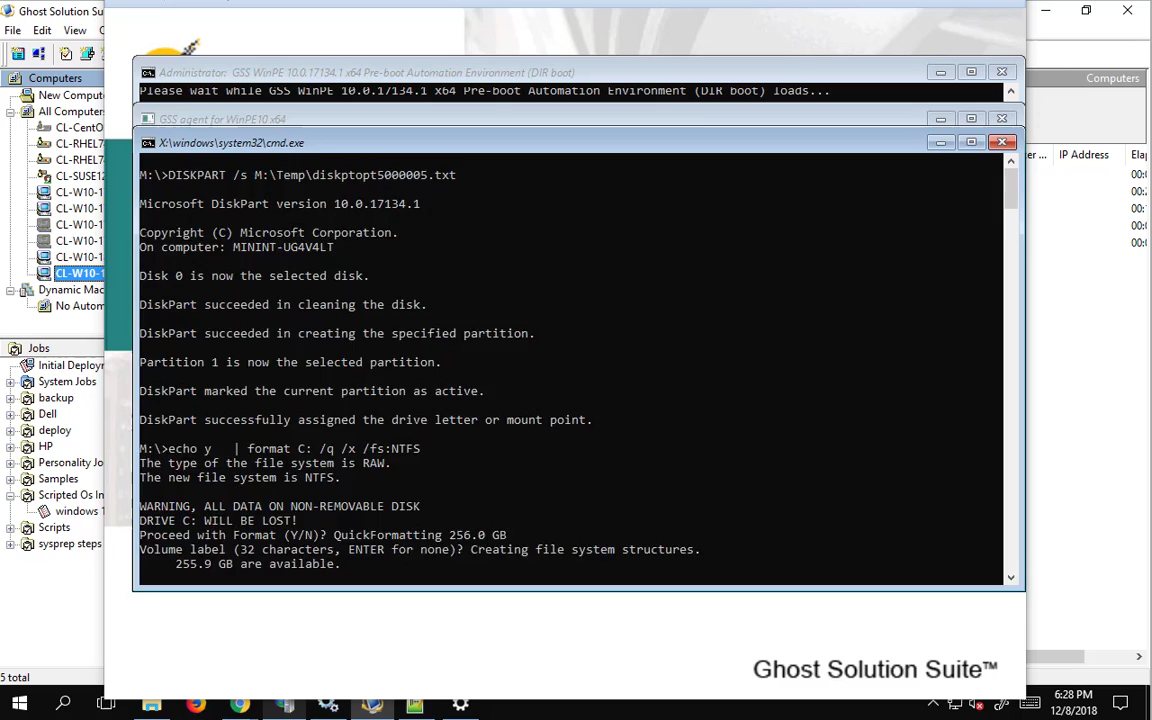 Ghost Solution Suite
File Edit View
Computers
New Comput
All Computers
CL-CentO
CL-RHEL7
CL-RHEL7
CL-SUSE12
CL-W10-1
CL-W10-1
CL-W10-1
CL-W10-1
CL-W10-1
CL-W10-1
Dynamic Mac
No Autom
Jobs
Initial Deploym
System Jobs
backup
Dell
deploy
HP
Personality Jo
Samples
Scripted Os In
windows 1
Scripts
sysprep steps
5 total
Administrator: GSS WinPE 10.0.17134.1 x64 Pre-boot Automation Environment (DIR boot)
Please wait while GSS WinPE 10.0.17134.1 x64 Pre-boot Automation Environment (DIR boot) loads...
GSS agent for WinPE10 x64
X:\windows\system32\cmd.exe
M:\>DISKPART /s M:\Temp\diskptopt5000005.txt
Microsoft DiskPart version 10.0.17134.1
Copyright (C) Microsoft Corporation.
On computer: MININT-UG4V4LT
Disk 0 is now the selected disk.
DiskPart succeeded in cleaning the disk.
DiskPart succeeded in creating the specified partition.
Partition 1 is now the selected partition.
DiskPart marked the current partition as active.
DiskPart successfully assigned the drive letter or mount point.
M:\>echo y   | format C: /q /x /fs:NTFS
The type of the file system is RAW.
The new file system is NTFS.
WARNING, ALL DATA ON NON-REMOVABLE DISK
DRIVE C: WILL BE LOST!
Proceed with Format (Y/N)? QuickFormatting 256.0 GB
Volume label (32 characters, ENTER for none)? Creating file system structures.
255.9 GB are available.
Ghost Solution Suite™
Computers
er ... IP Address Elap
00:
00:
00:
00:
00:
6:28 PM
12/8/2018